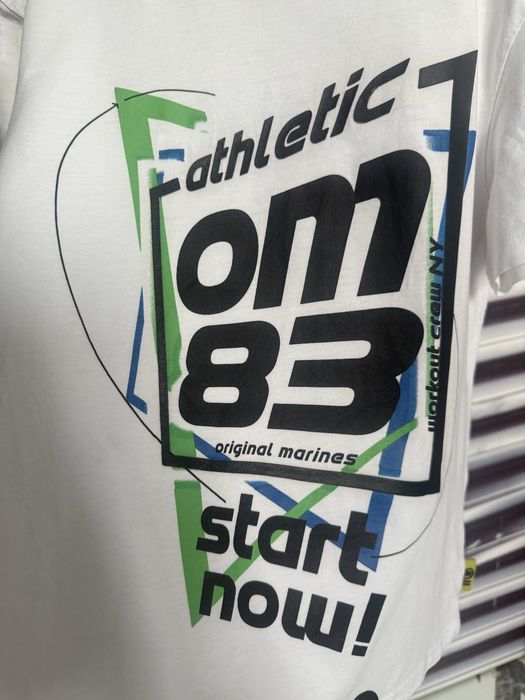 athletic
om
83
original marines
workout crew NY
start
now!